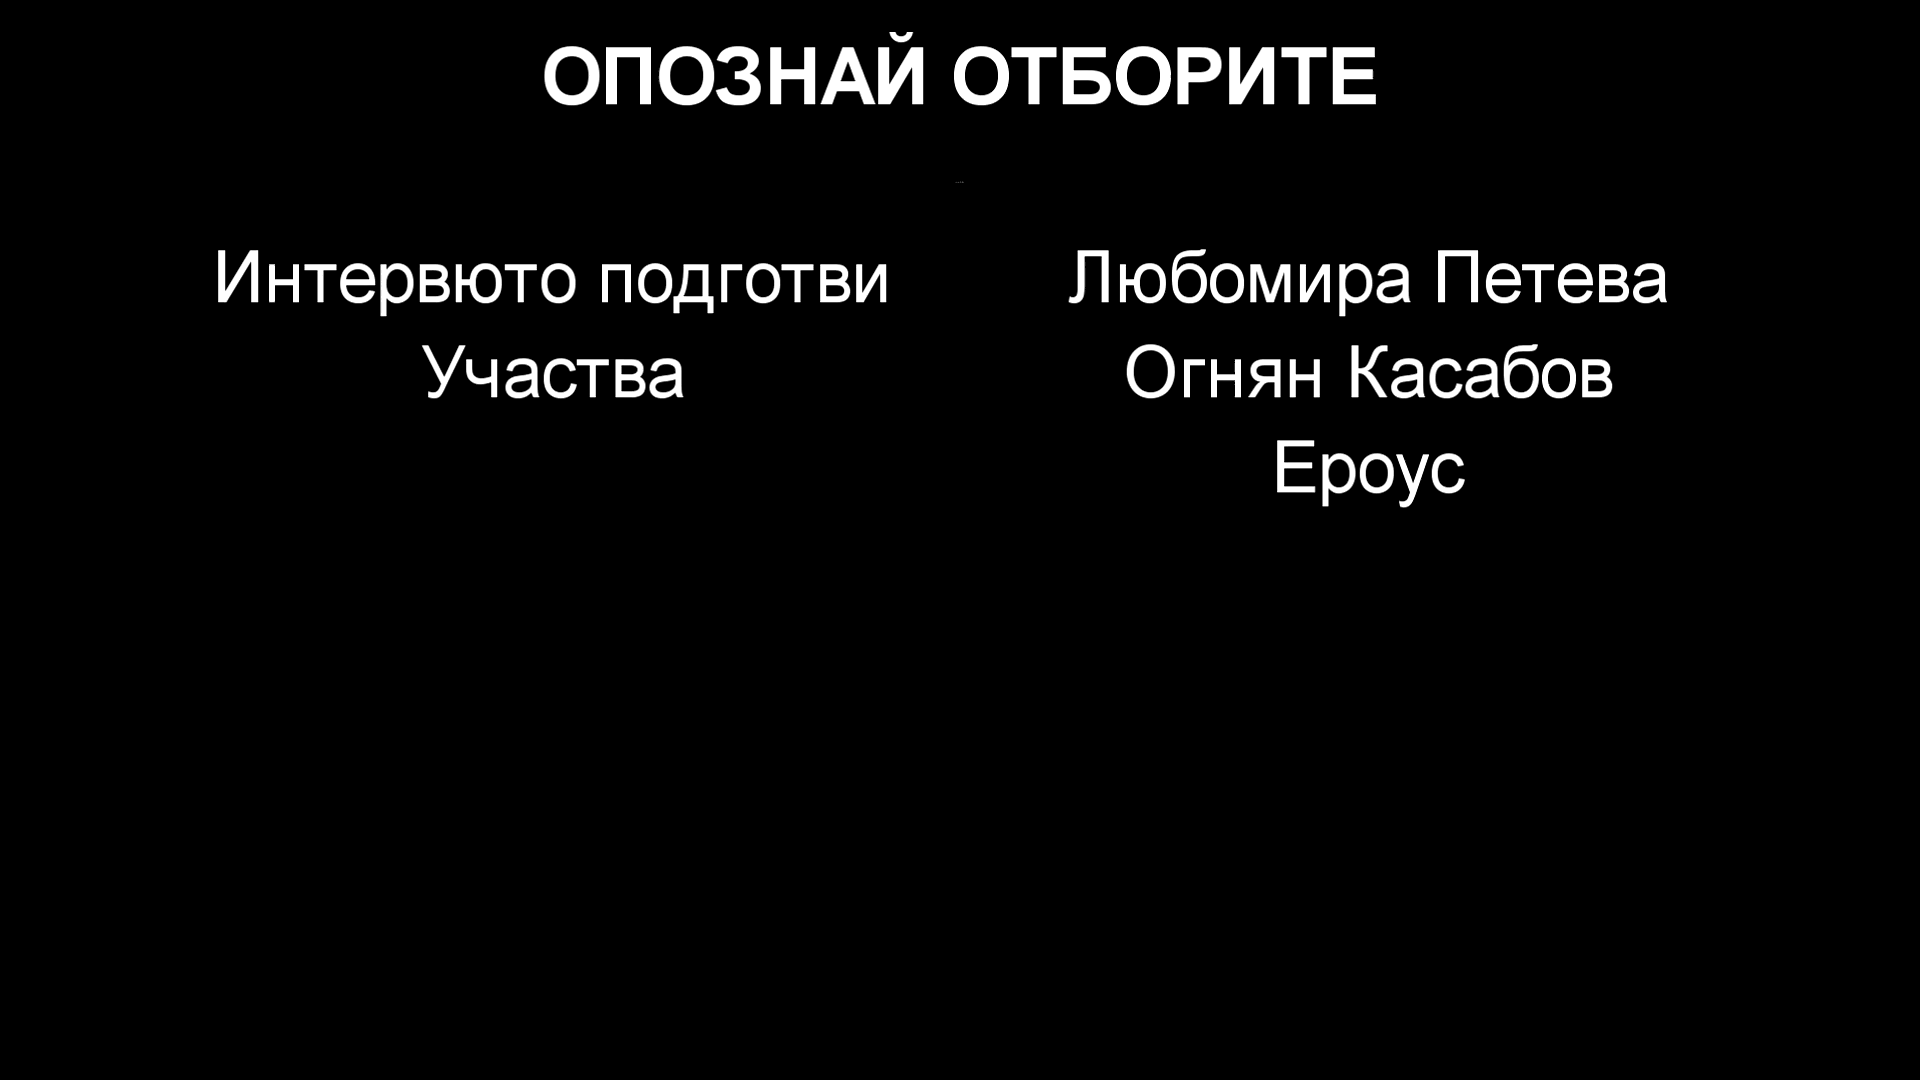 ОПОЗНАЙ ОТБОРИТЕ
Интервюто подготви Любомира Петева
Участва Огнян Касабов
Ероус